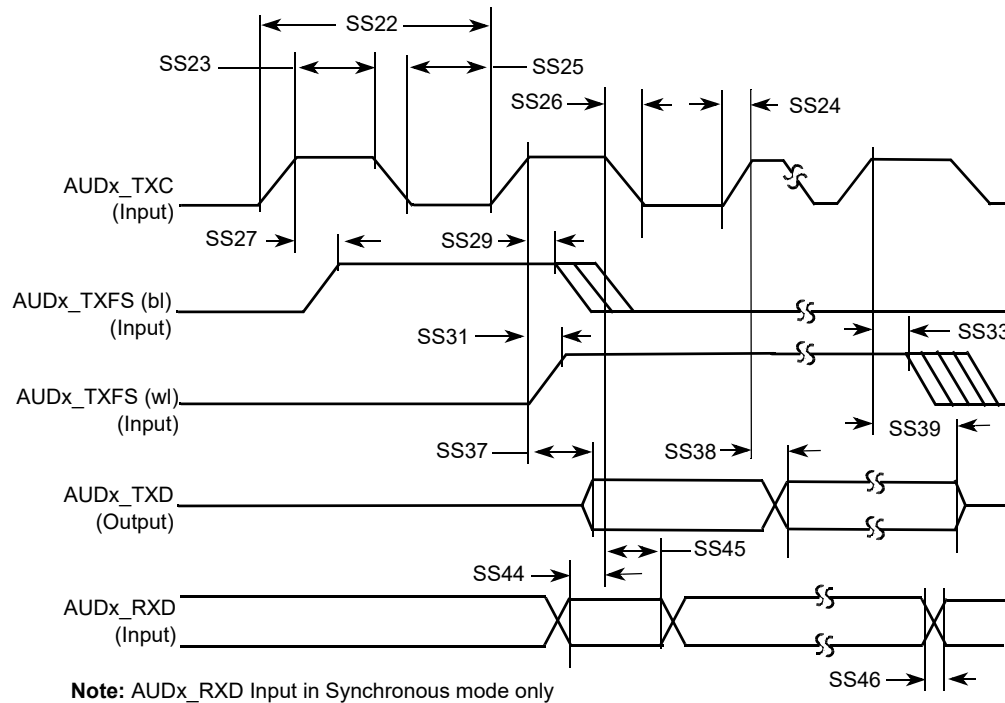 SS22
SS23
SS25
SS26
SS24
AUDx_TXC
(Input)
SS27
SS29
AUDx_TXFS (bl)
(Input)
SS31
SS33
AUDx_TXFS (wl)
(Input)
SS39
SS37
SS38
AUDx_TXD
(Output)
SS45
SS44
AUDx_RXD
(Input)
SS46
Note: AUDx_RXD Input in Synchronous mode only